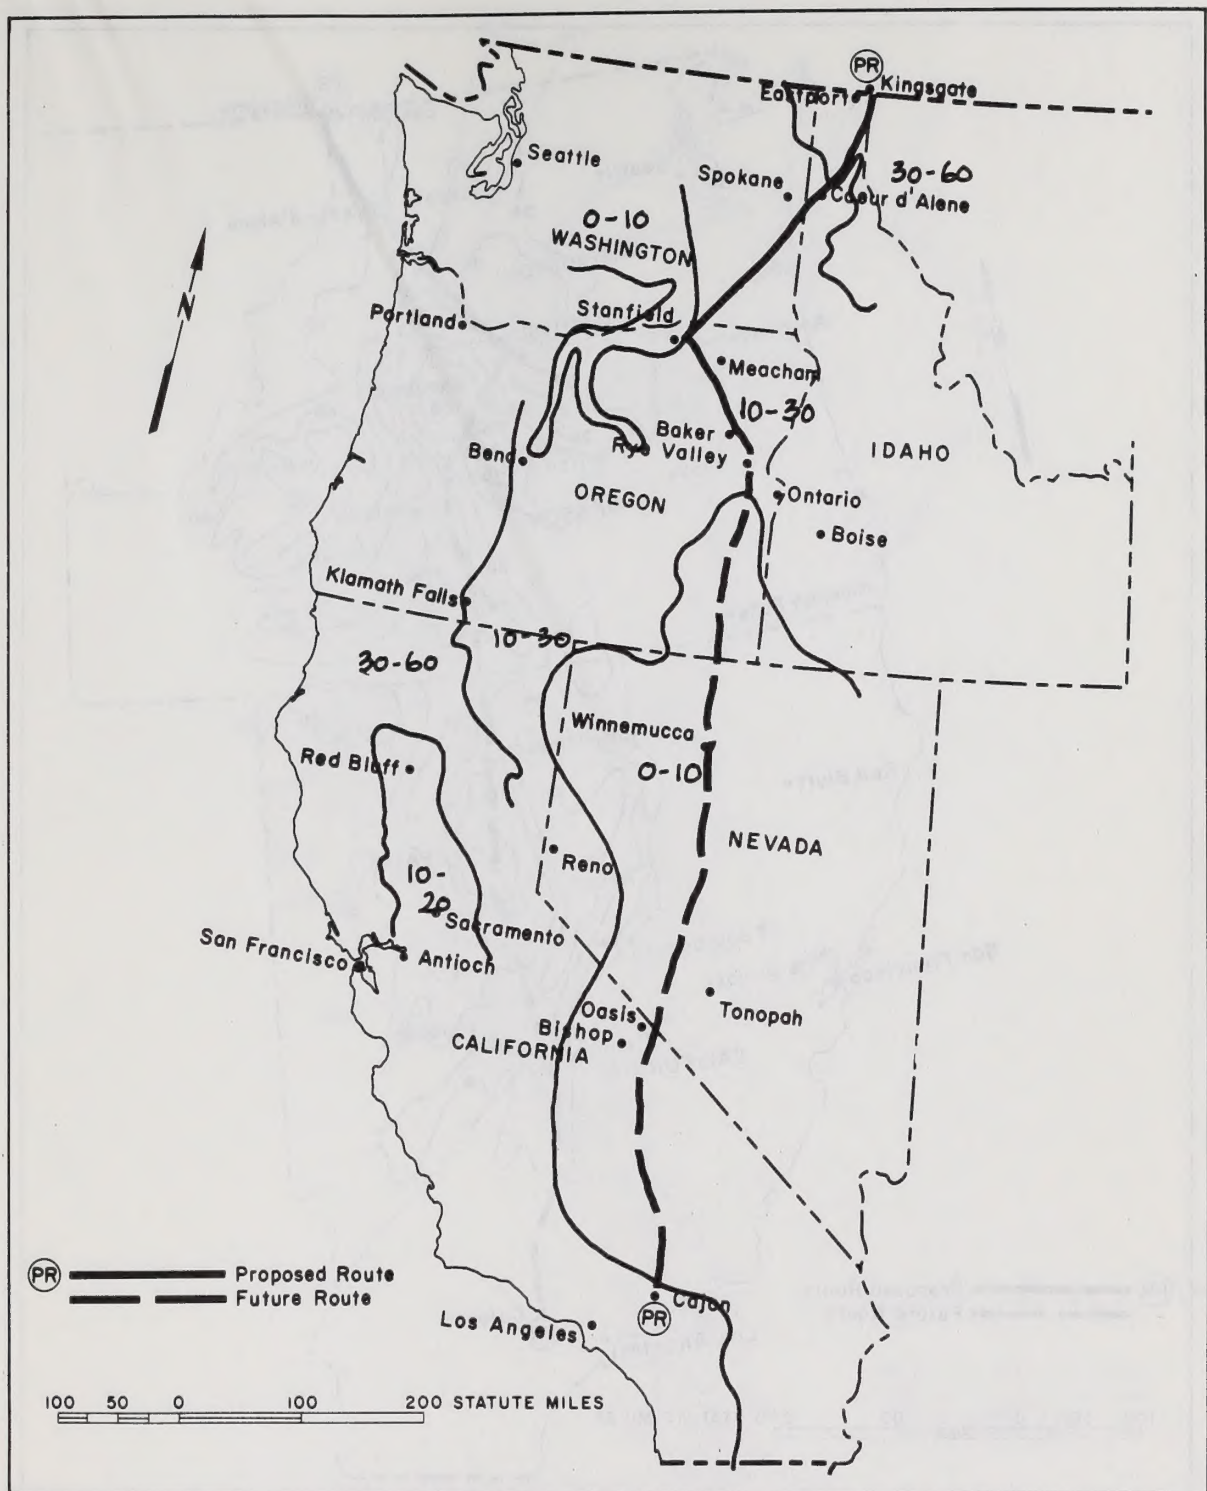 PR
Kingsgate
Eastport
Seattle
Spokane
30-60
Coeur d'Alene
0-10
WASHINGTON
N
Stanfield
Portland
Meacham
10-30
Baker
Rye Valley
Bend
IDAHO
OREGON
Ontario
Boise
Klamath Falls
10-30
30-60
Winnemucca
Red Bluff
0-10
NEVADA
Reno
10-
20
Sacramento
San Francisco
Antioch
Oasis
Tonopah
Bishop
CALIFORNIA
PR Proposed Route
Future Route
Cajon
PR
Los Angeles
100 50 0 100 200 STATUTE MILES